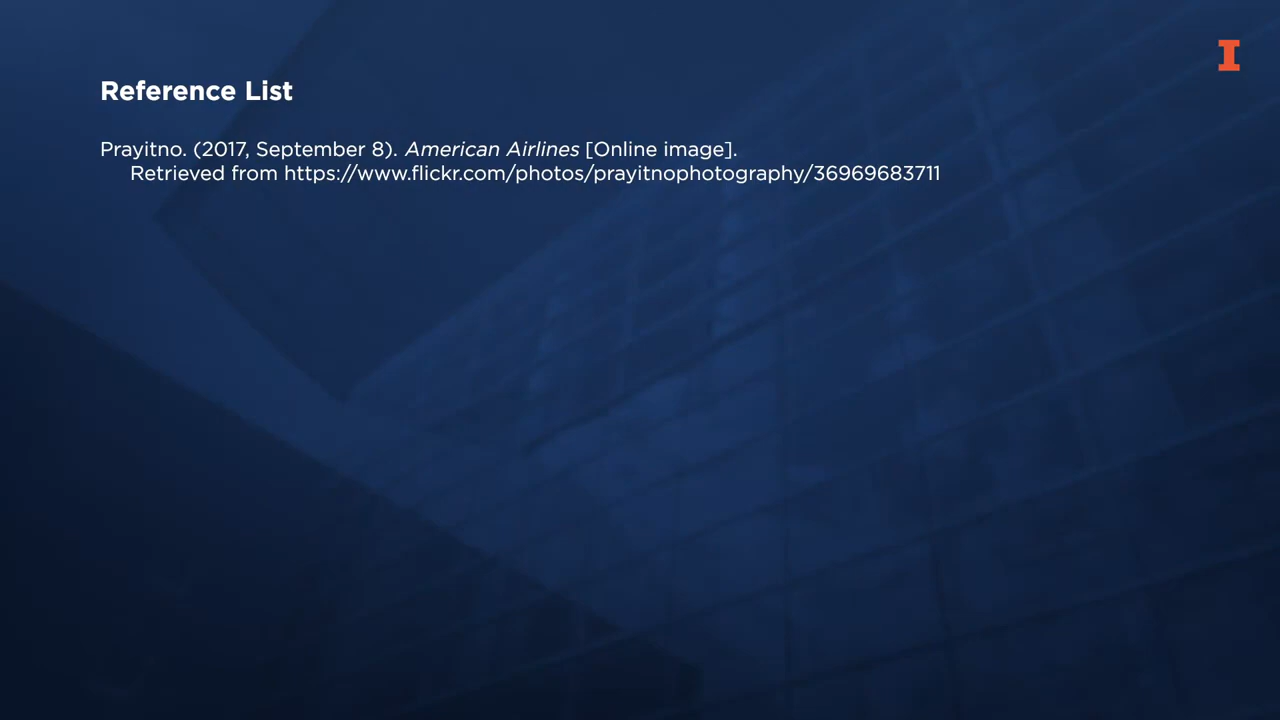 Reference List
Prayitno. (2017, September 8). American Airlines [Online image].
Retrieved from https://www.flickr.com/photos/prayitnophotography/36969683711